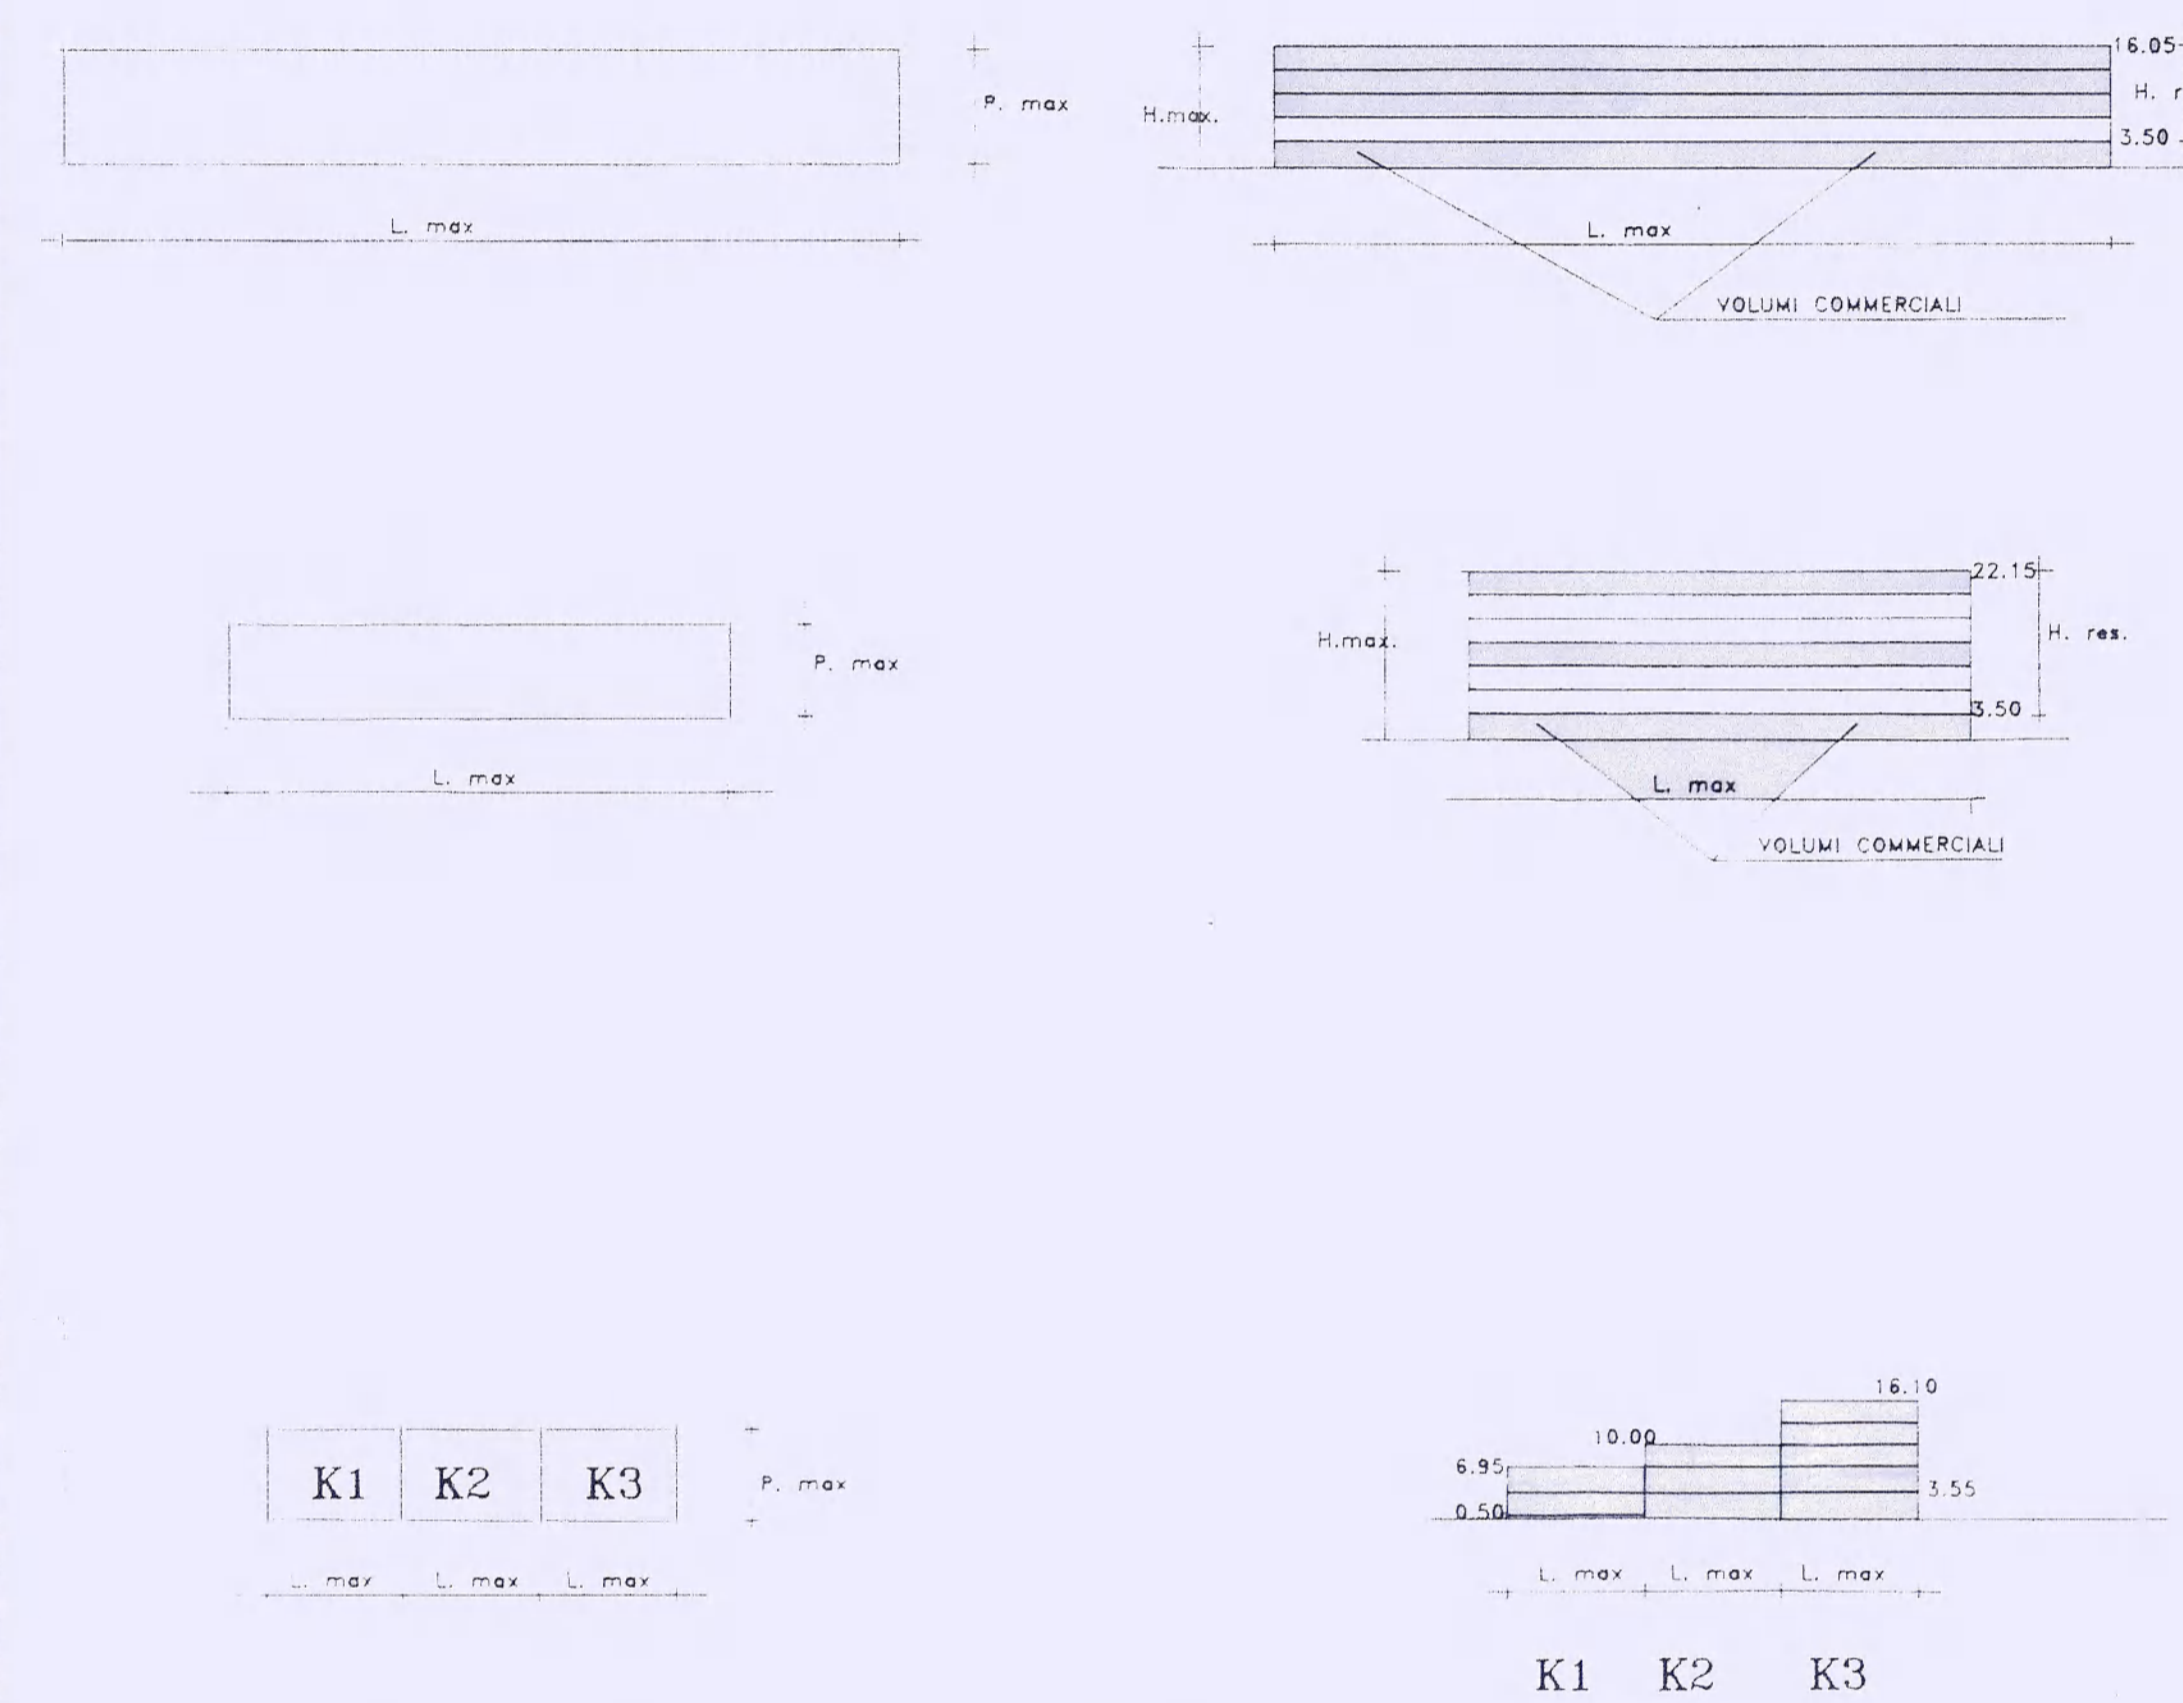 16.05
P. max
H. r
H.max.
3.50
L. max
L. max
VOLUMI COMMERCIALI
22.15
H.max.
H. res.
P. max
3.50
L. max
L. max
VOLUMI COMMERCIALI
16.10
10.00
6.95
K1 K2 K3
P. max
3.55
0.50
L. max L. max L. max
L. max L. max L. max
K1 K2 K3